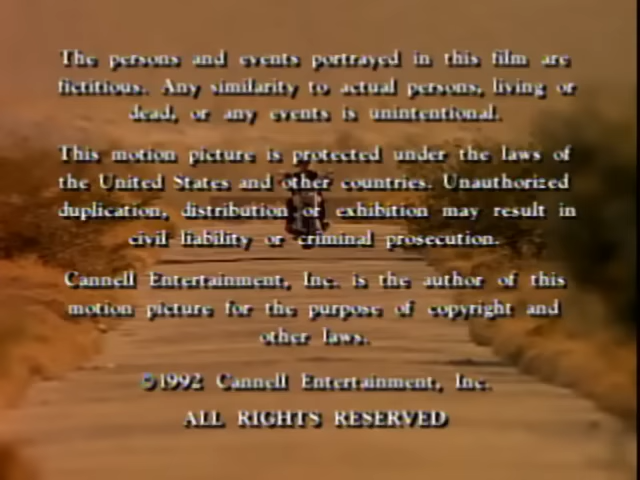 The persons and events portrayed in this film are
fictitious. Any similarity to actual persons, living or
dead, or any events is unintentional.
This motion picture is protected under the laws of
the United States and other countries. Unauthorized
duplication, distribution or exhibition may result in
civil liability or criminal prosecution.
Cannell Entertainment, Inc. is the author of this
motion picture for the purpose of copyright and
other laws.
©1992 Cannell Entertainment, Inc.
ALL RIGHTS RESERVED